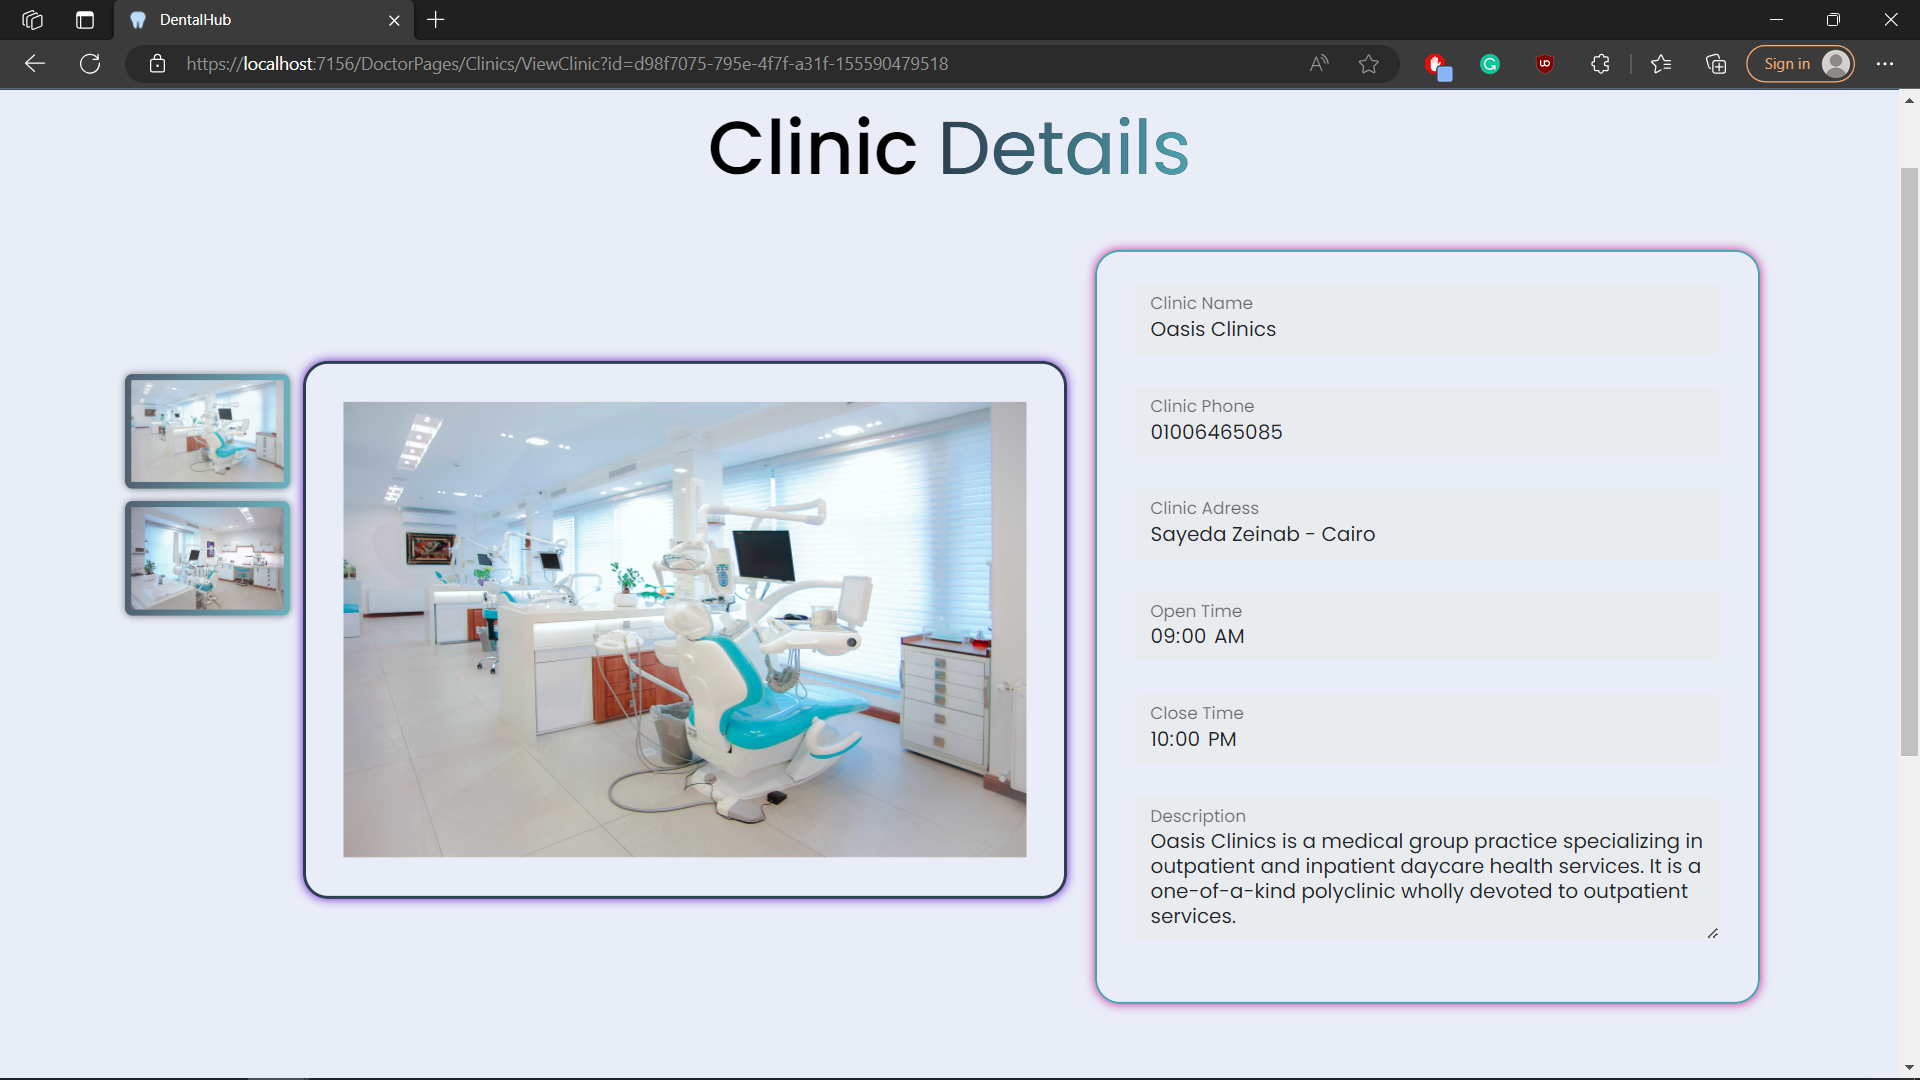 DentalHub
https://localhost:7156/DoctorPages/Clinics/ViewClinic?id=d98f7075-795e-4f7f-a31f-155590479518
Sign in
Clinic Details
Clinic Name
Oasis Clinics
Clinic Phone
01006465085
Clinic Adress
Sayeda Zeinab - Cairo
Open Time
09:00 AM
Close Time
10:00 PM
Description
Oasis Clinics is a medical group practice specializing in
outpatient and inpatient daycare health services. It is a
one-of-a-kind polyclinic wholly devoted to outpatient
services.